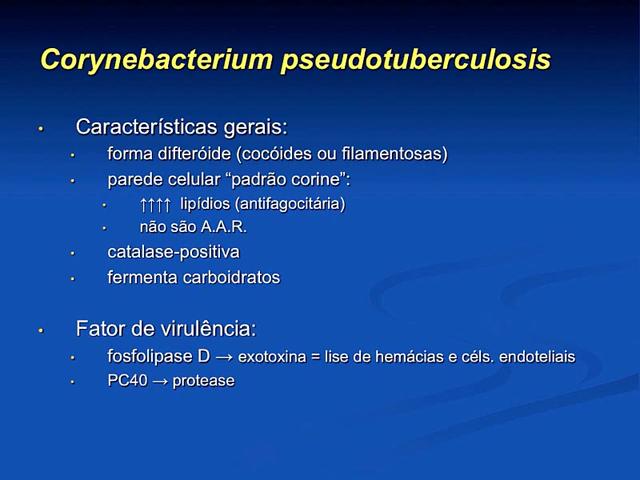 Corynebacterium pseudotuberculosis
• Características gerais:
• forma difteróide (cocóides ou filamentosas)
• parede celular “padrão corine”:
• ↑↑↑↑ lipídios (antifagocitária)
• não são A.A.R.
• catalase-positiva
• fermenta carboidratos
• Fator de virulência:
• fosfolipase D → exotoxina = lise de hemácias e céls. endoteliais
• PC40 → protease